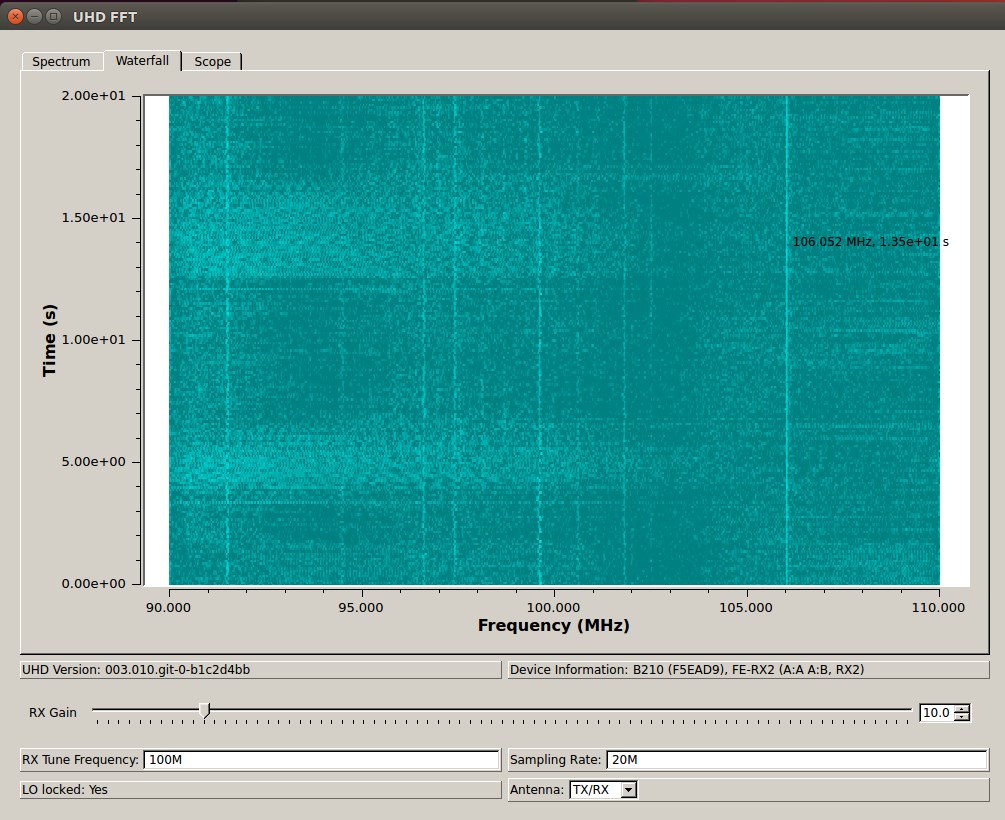 UHD FFT
Spectrum Waterfall Scope
2.00e+01
1.50e+01
106.052 MHz, 1.35e+01 s
Time (s)
1.00e+01
5.00e+00
0.00e+00
90.000 95.000 100.000 105.000 110.000
Frequency (MHz)
UHD Version: 003.010.git-0-b1c2d4bb Device Information: B210 (F5EAD9), FE-RX2 (A:A A:B, RX2)
RX Gain 10.0
RX Tune Frequency: 100M Sampling Rate: 20M
LO locked: Yes Antenna: TX/RX